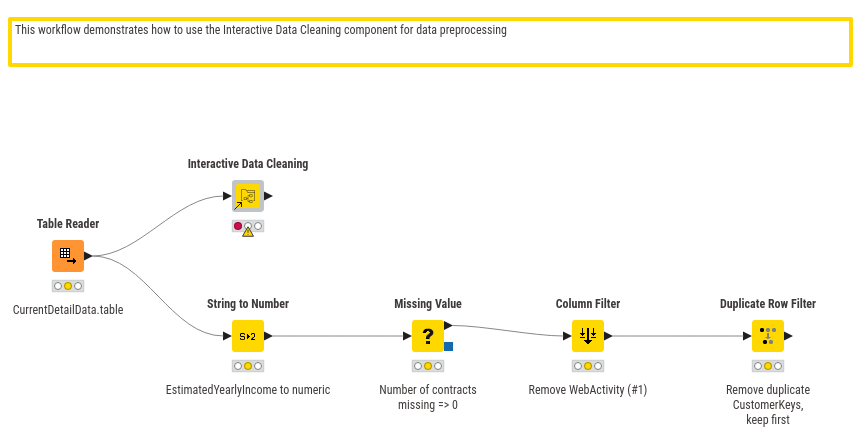 This workflow demonstrates how to use the Interactive Data Cleaning component for data preprocessing
Interactive Data Cleaning
Table Reader
CurrentDetailData.table
String to Number
S▸2
EstimatedYearlyIncome to numeric
Missing Value
?
Number of contracts
missing => 0
Column Filter
Remove WebActivity (#1)
Duplicate Row Filter
Remove duplicate
CustomerKeys,
keep first